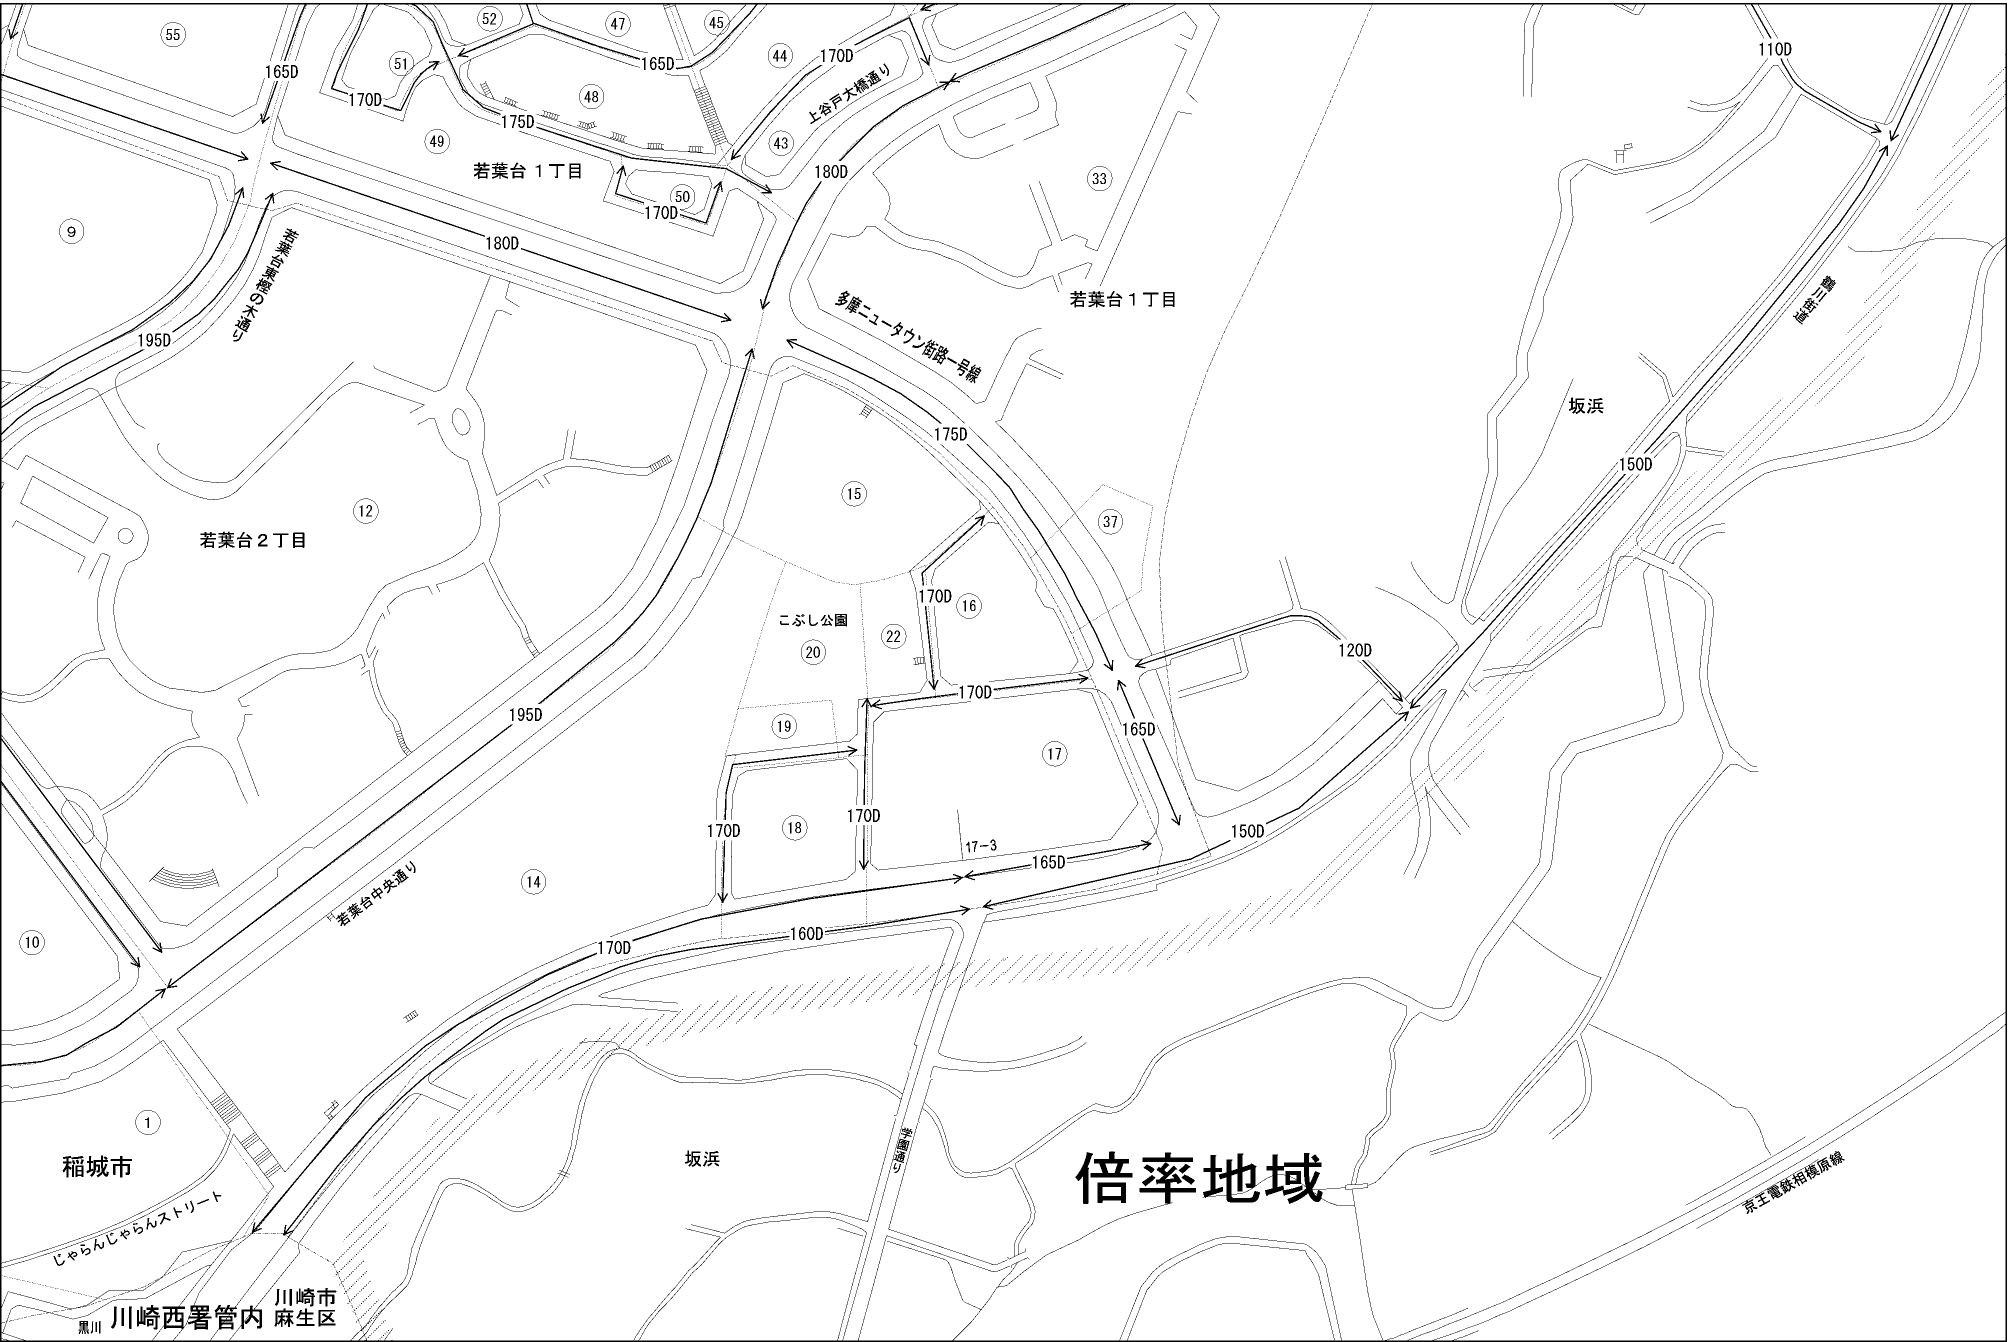 52
47
45
55
170D
110D
44
165D
51
165D
上谷戸大橋通り
170D
48
175D
49
43
若葉台1丁目
180D
33
50
170D
9
180D
若葉台東樫の木通り
若葉台1丁目
鶴川街道
多摩ニュータウン街路一号線
195D
坂浜
175D
150D
15
12
37
若葉台2丁目
170D
16
こぶし公園
22
20
120D
170D
195D
19
165D
17
170D
170D
18
150D
17-3
165D
若葉台中央通り
14
160D
10
170D
1
学園通り
稲城市
坂浜
倍率地域
京王電鉄相模原線
じゃらんじゃらんストリート
川崎市
麻生区
川崎西署管内
黒川